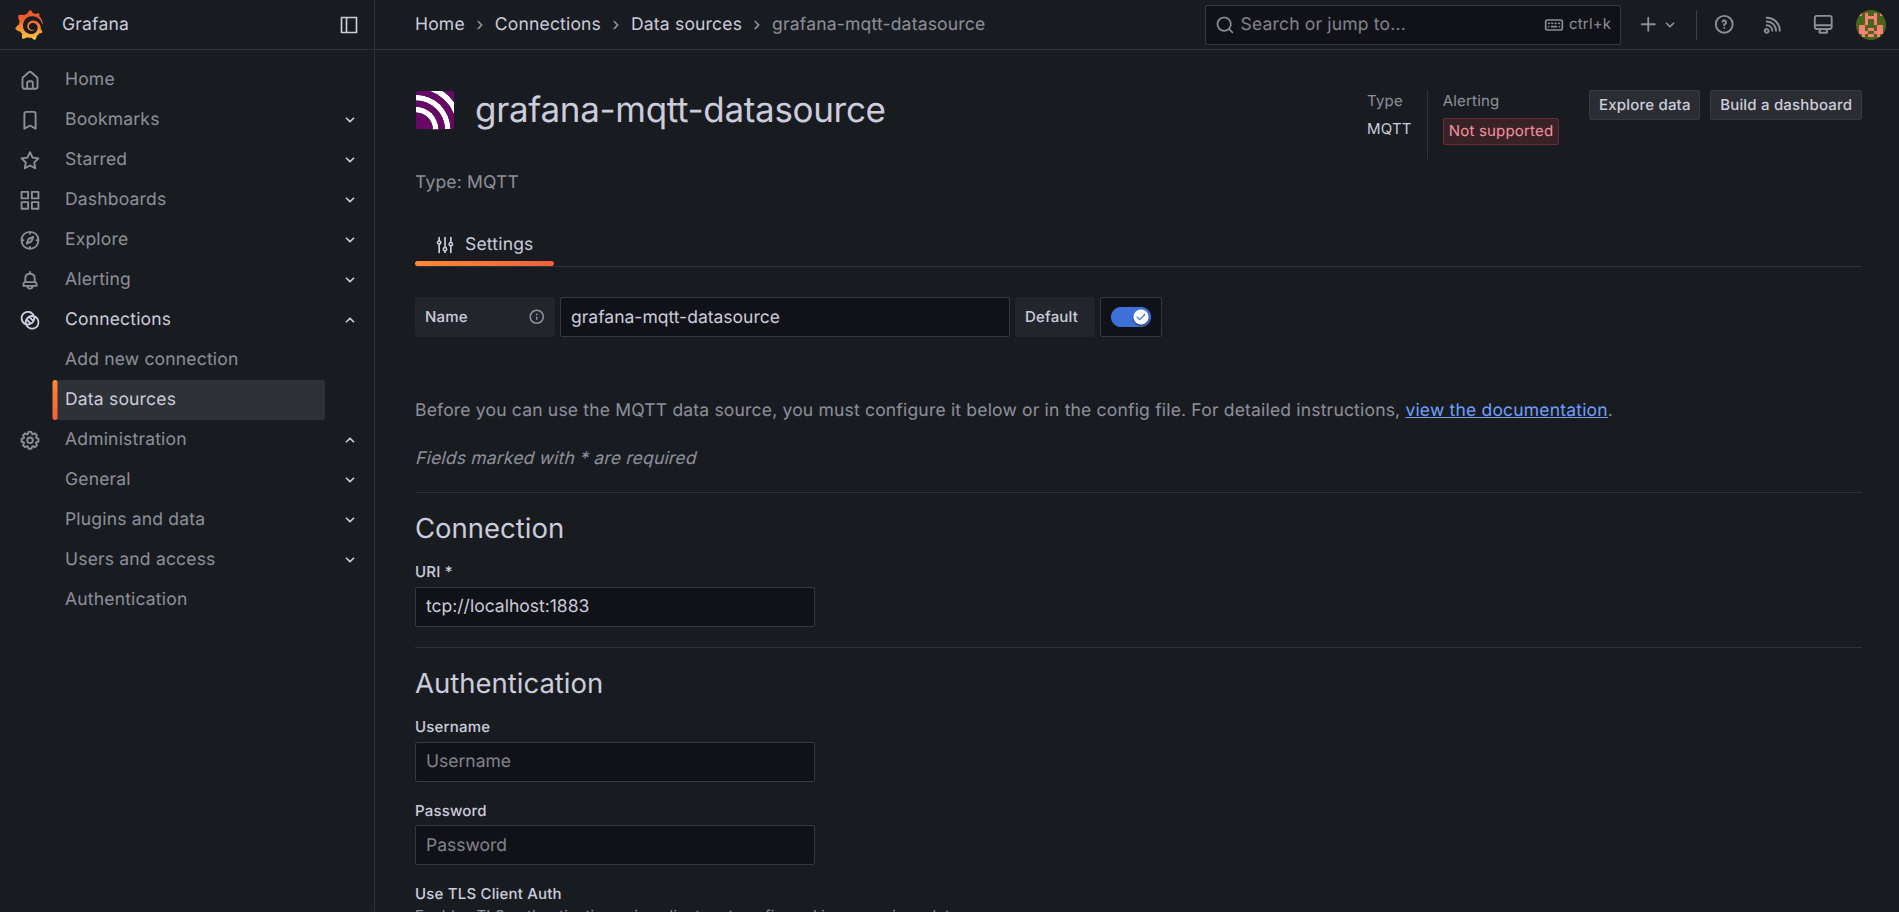 Grafana
Home
Bookmarks
Starred
Dashboards
Explore
Alerting
Connections
Add new connection
Data sources
Administration
General
Plugins and data
Users and access
Authentication
Home › Connections › Data sources › grafana-mqtt-datasource
Search or jump to... ctrl+k
grafana-mqtt-datasource
Type
MQTT
Alerting
Not supported
Explore data
Build a dashboard
Type: MQTT
Settings
Name
grafana-mqtt-datasource
Default
Before you can use the MQTT data source, you must configure it below or in the config file. For detailed instructions, view the documentation.
Fields marked with * are required
Connection
URI *
tcp://localhost:1883
Authentication
Username
Username
Password
Password
Use TLS Client Auth